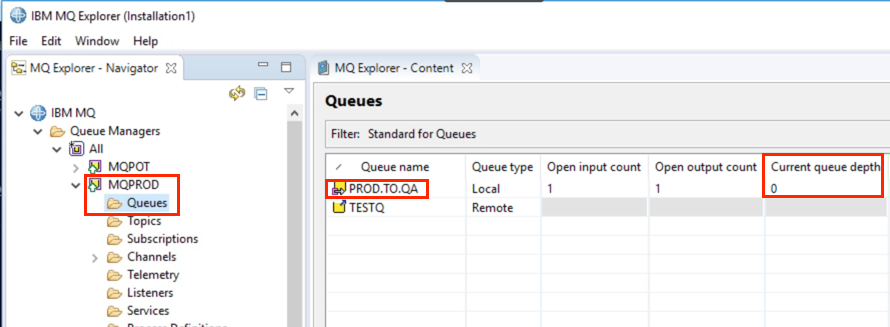 IBM MQ Explorer (Installation1)
File Edit Window Help
MQ Explorer - Navigator
IBM MQ
Queue Managers
All
MQPOT
MQPROD
Queues
Topics
Subscriptions
Channels
Telemetry
Listeners
Services
Process Definitions
MQ Explorer - Content
Queues
Filter: Standard for Queues
Queue name Queue type Open input count Open output count Current queue depth
PROD.TO.QA Local 1 1 0
TESTQ Remote